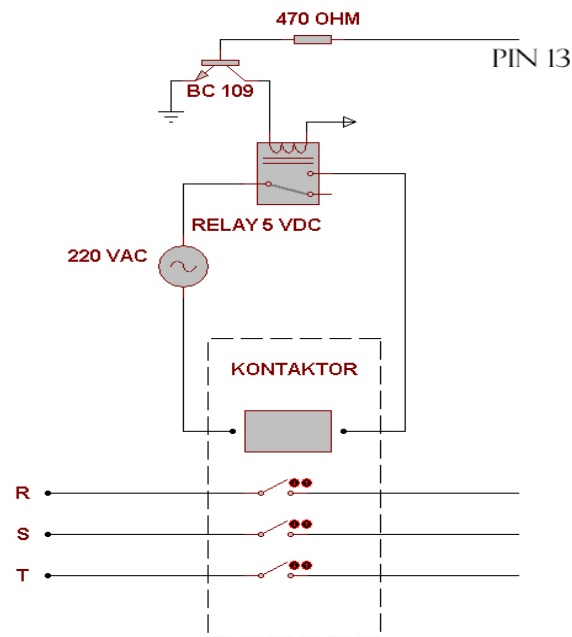 470 OHM
PIN 13
BC 109
RELAY 5 VDC
220 VAC
KONTAKTOR
R
S
T